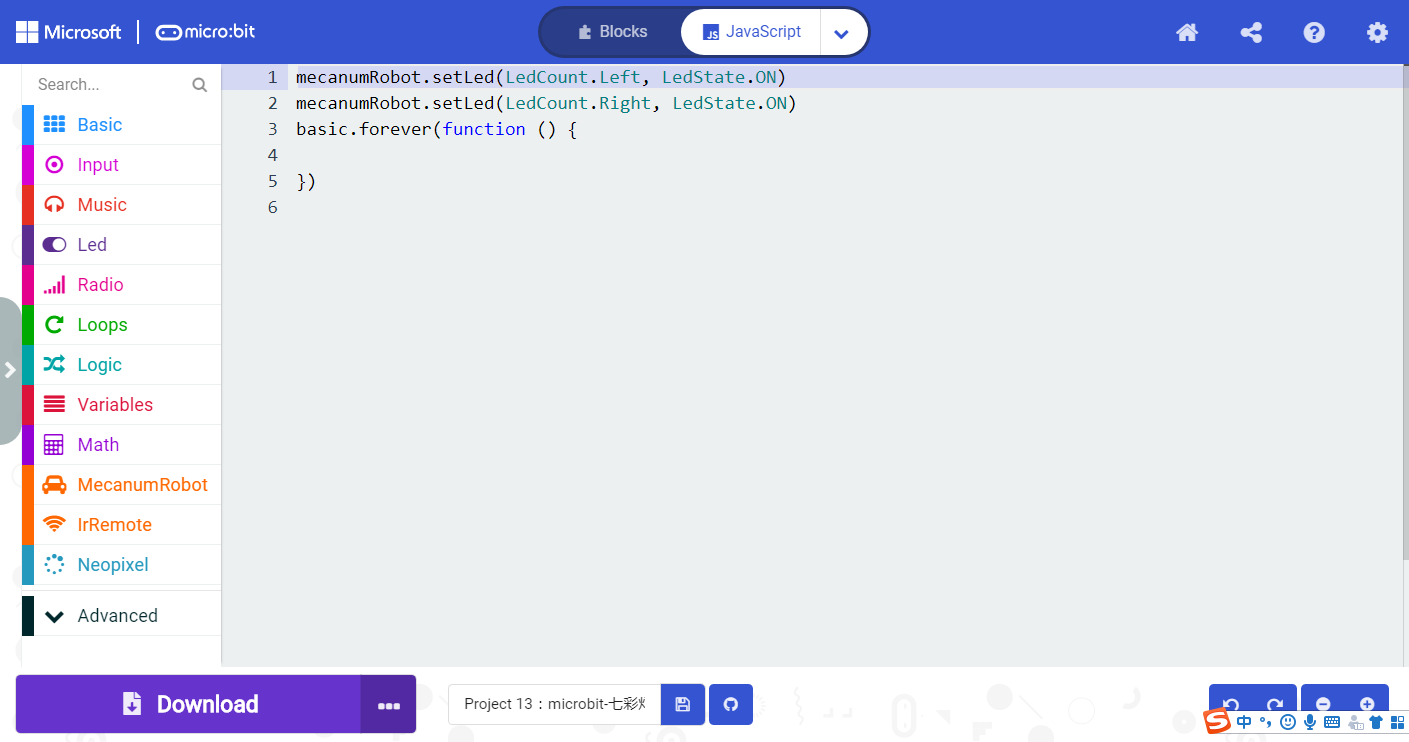 Microsoft micro:bit
Blocks JavaScript
Search...
Basic
Input
Music
Led
Radio
Loops
Logic
Variables
Math
MecanumRobot
IrRemote
Neopixel
Advanced
1 mecanumRobot.setLed(LedCount.Left, LedState.ON)
2 mecanumRobot.setLed(LedCount.Right, LedState.ON)
3 basic.forever(function () {
4
5 })
6
Download
Project 13：microbit-七彩
中